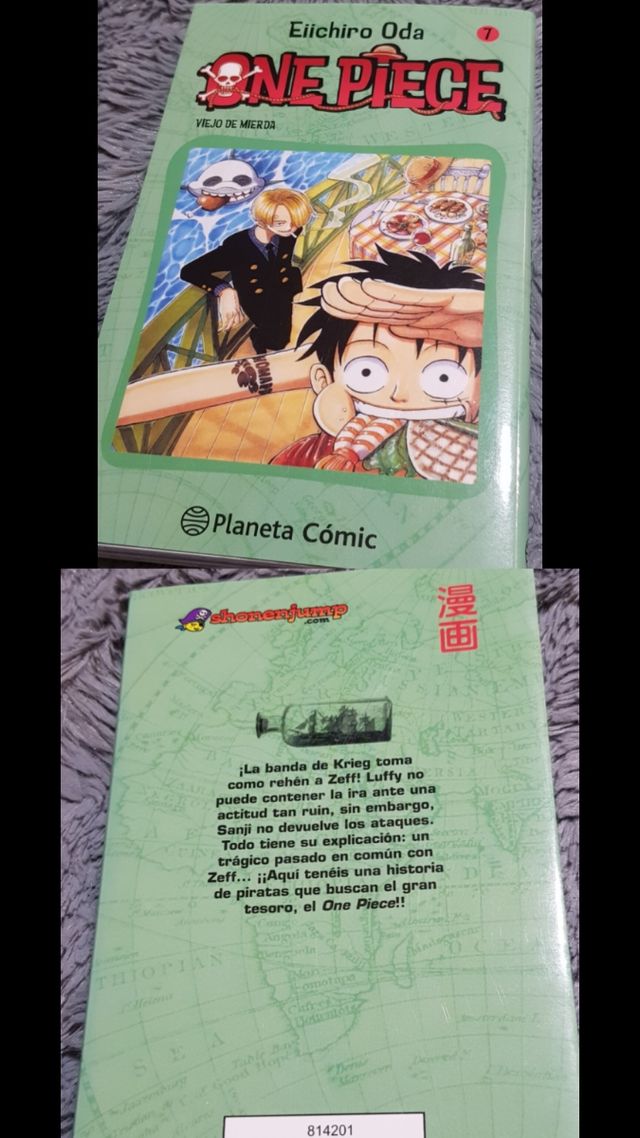 Eiichiro Oda
7
ONE PIECE
VIEJO DE MIERDA
Planeta Cómic
shonenjump
.com
漫画
¡La banda de Krieg toma
como rehén a Zeff! Luffy no
puede contener la ira ante una
actitud tan ruin, sin embargo,
Sanji no devuelve los ataques.
Todo tiene su explicación: un
trágico pasado en común con
Zeff... ¡¡Aquí tenéis una historia
de piratas que buscan el gran
tesoro, el One Piece!!
THIOPIAN
SEA
814201